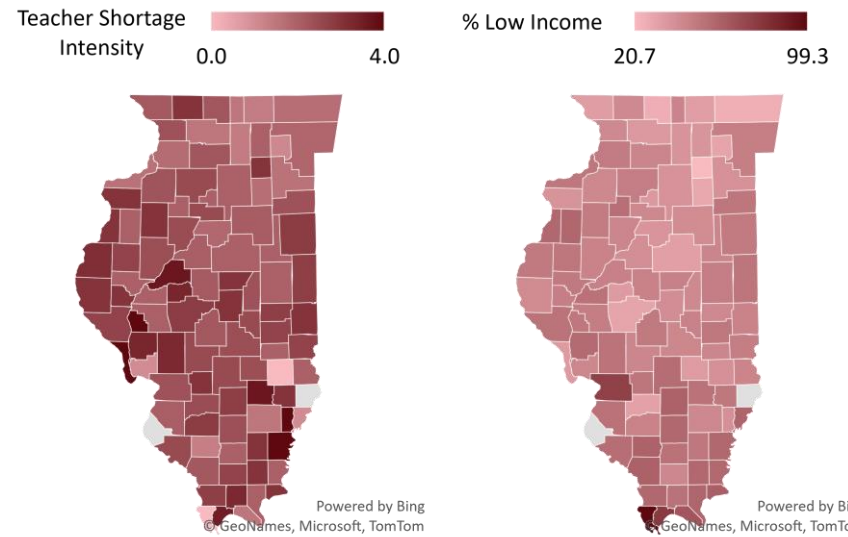 Teacher Shortage
Intensity
0.0 4.0
% Low Income
20.7 99.3
Powered by Bing
© GeoNames, Microsoft, TomTom
Powered by Bi
© GeoNames, Microsoft, TomTo